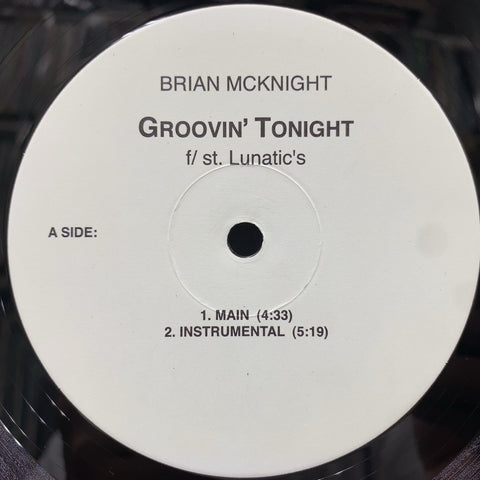 BRIAN MCKNIGHT
GROOVIN' TONIGHT
f/ st. Lunatic's
A SIDE:
1. MAIN (4:33)
2. INSTRUMENTAL (5:19)